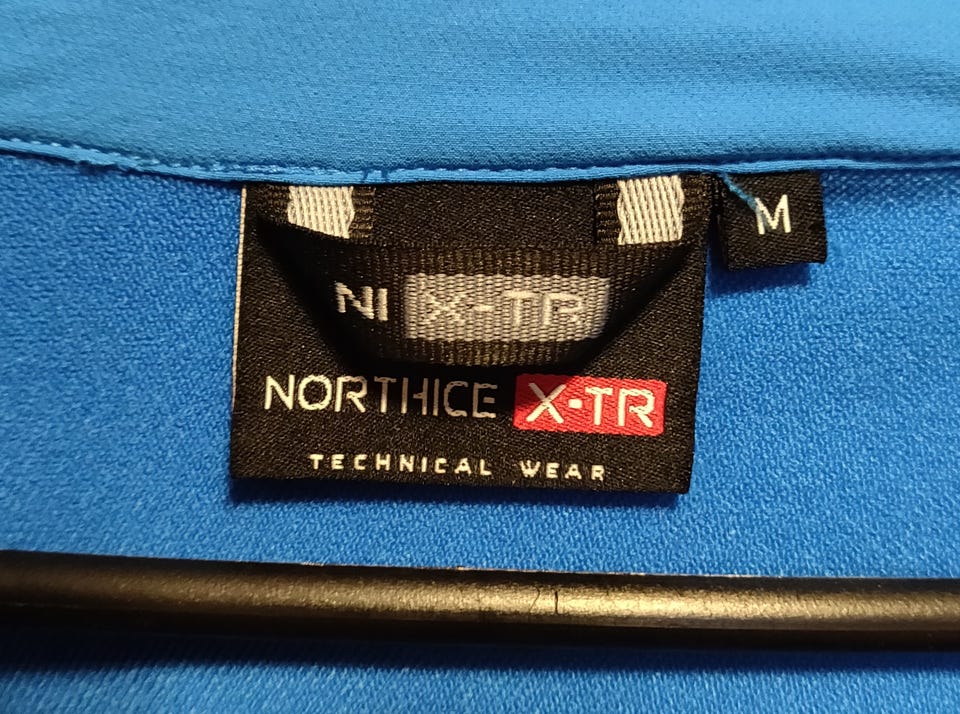 M
NI X-TR
NORTHICE X-TR
TECHNICAL WEAR